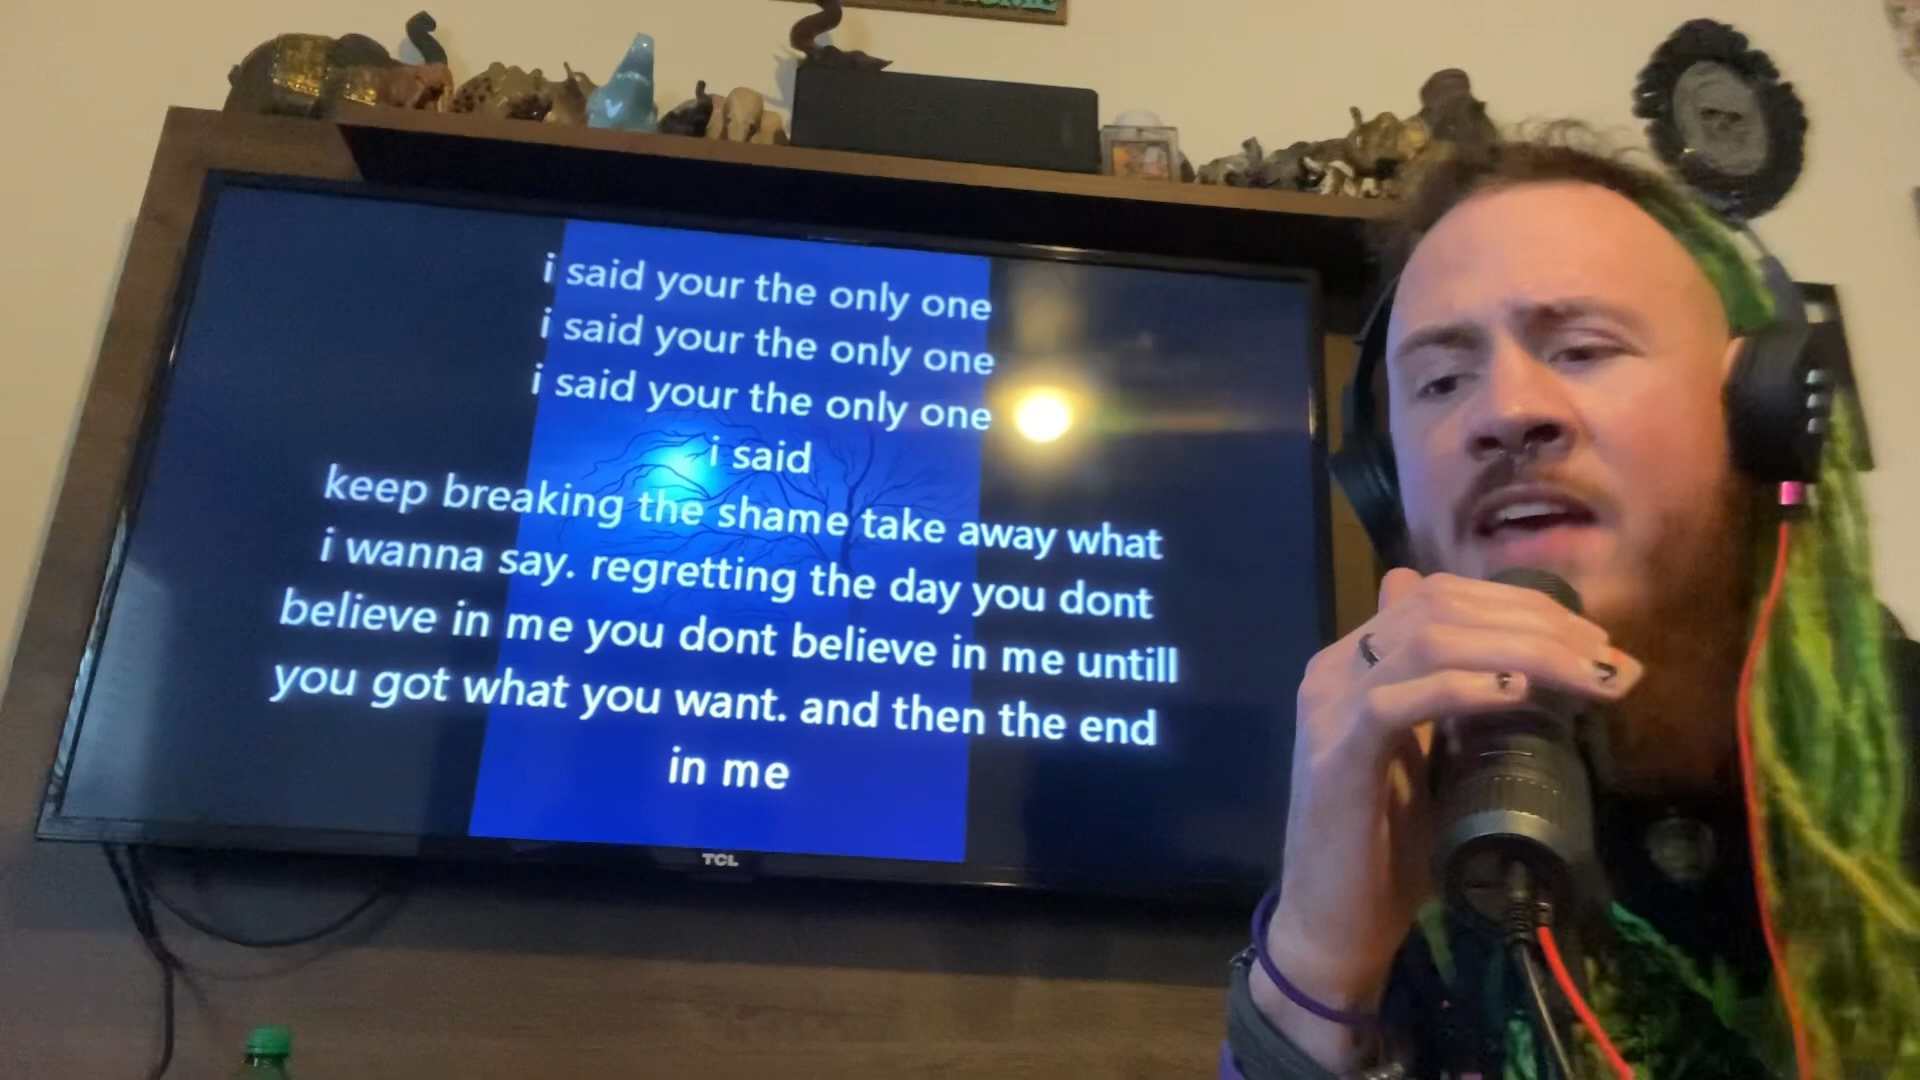 i said your the only one
i said your the only one
i said your the only one
i said
keep breaking the shame take away what
i wanna say. regretting the day you dont
believe in me you dont believe in me untill
you got what you want. and then the end
in me
TCL